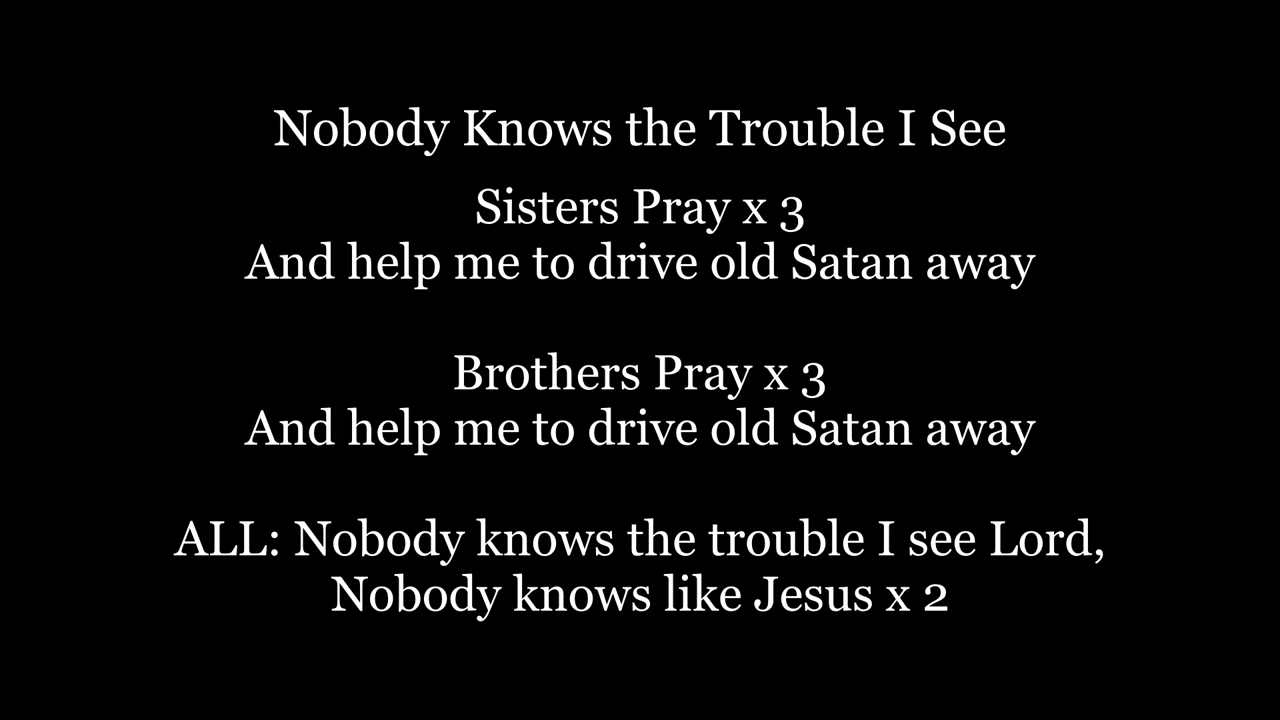 Nobody Knows the Trouble I See
Sisters Pray x 3
And help me to drive old Satan away
Brothers Pray x 3
And help me to drive old Satan away
ALL: Nobody knows the trouble I see Lord,
Nobody knows like Jesus x 2